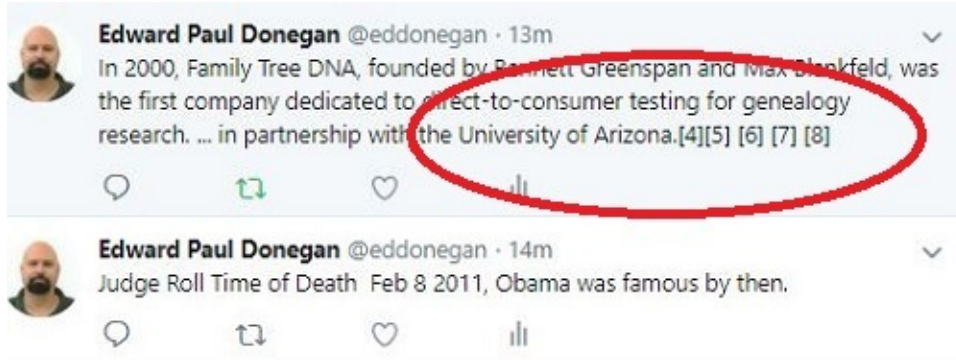 Edward Paul Donegan @eddonegan · 13m
In 2000, Family Tree DNA, founded by Bennett Greenspan and Max Blankfeld, was
the first company dedicated to direct-to-consumer testing for genealogy
research. ... in partnership with the University of Arizona.[4][5] [6] [7] [8]
Edward Paul Donegan @eddonegan · 14m
Judge Roll Time of Death Feb 8 2011, Obama was famous by then.